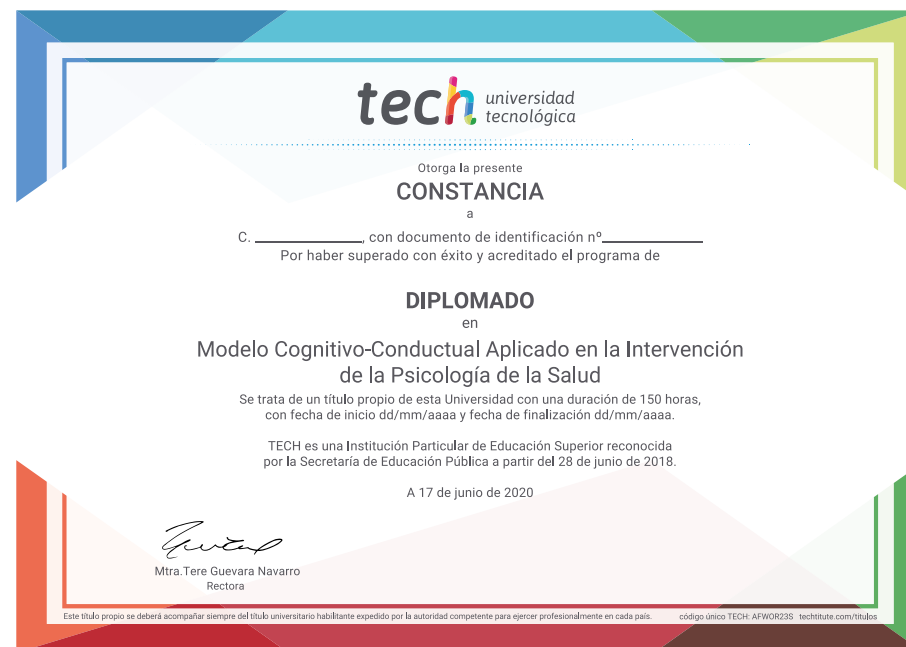 tech universidad
tecnológica
Otorga la presente
CONSTANCIA
a
C. ____________, con documento de identificación nº____________
Por haber superado con éxito y acreditado el programa de
DIPLOMADO
en
Modelo Cognitivo-Conductual Aplicado en la Intervención
de la Psicología de la Salud
Se trata de un título propio de esta Universidad con una duración de 150 horas,
con fecha de inicio dd/mm/aaaa y fecha de finalización dd/mm/aaaa.
TECH es una Institución Particular de Educación Superior reconocida
por la Secretaría de Educación Pública a partir del 28 de junio de 2018.
A 17 de junio de 2020
Mtra.Tere Guevara Navarro
Rectora
Este título propio se deberá acompañar siempre del título universitario habilitante expedido por la autoridad competente para ejercer profesionalmente en cada país. código único TECH: AFWOR23S techtitute.com/titulos